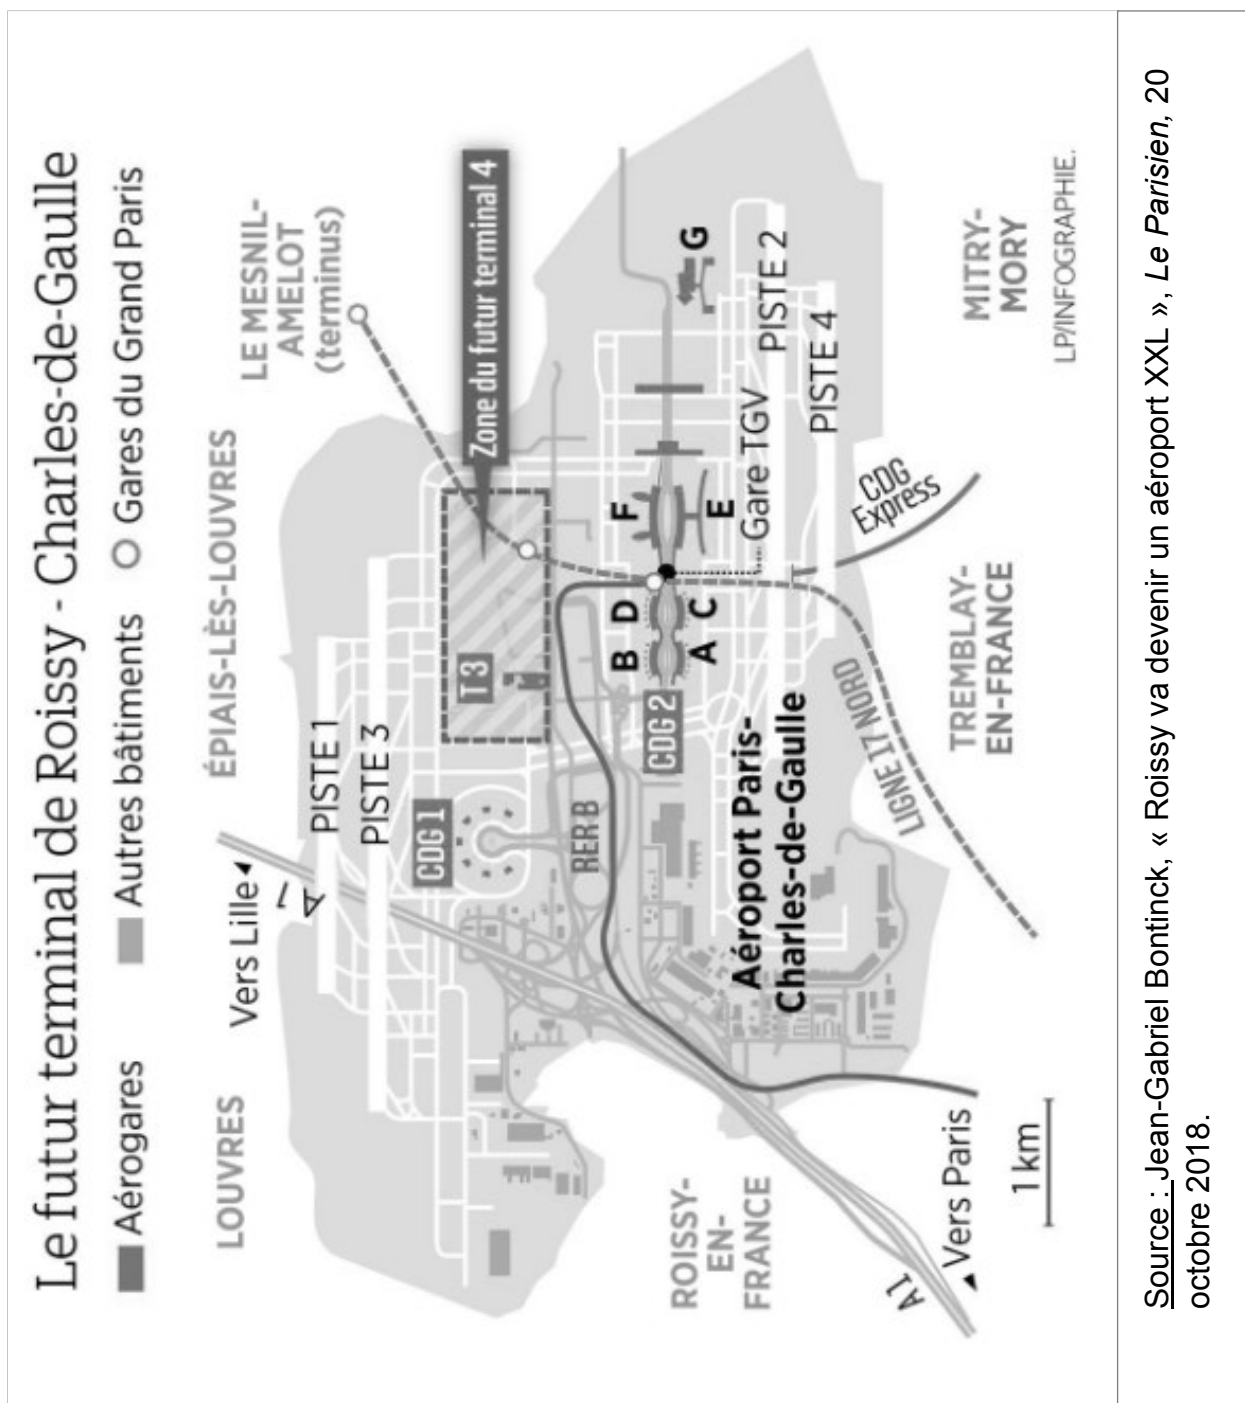 Le futur terminal de Roissy - Charles-de-Gaulle
Aérogares
Autres bâtiments
Gares du Grand Paris
LOUVRES
Vers Lille
A1
ÉPIAIS-LÈS-LOUVRES
LE MESNIL-
AMELOT
(terminus)
PISTE 1
PISTE 3
CDG 1
T 3
Zone du futur terminal 4
RER B
CDG 2
B
D
F
A
C
E
G
Gare TGV
Aéroport Paris-
Charles-de-Gaulle
PISTE 2
PISTE 4
CDG
Express
LIGNE 17 NORD
ROISSY-
EN-
FRANCE
A1
Vers Paris
1 km
TREMBLAY-
EN-FRANCE
MITRY-
MORY
LP/INFOGRAPHIE.
Source : Jean-Gabriel Bontinck, « Roissy va devenir un aéroport XXL », Le Parisien, 20
octobre 2018.